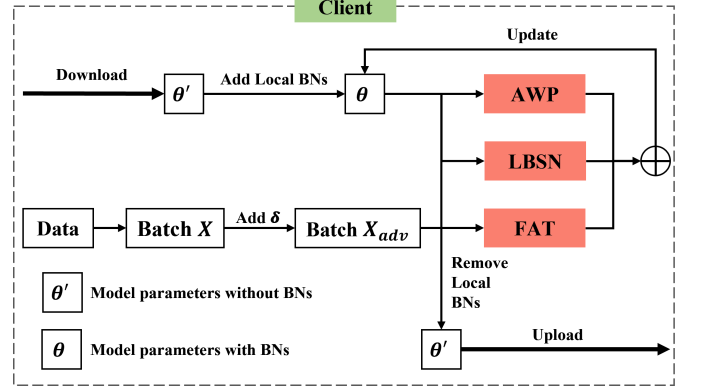 Client
Update
Download
θ′
Add Local BNs
θ
AWP
LBSN
Data
Batch X
Add δ
Batch X_adv
FAT
Remove
Local
BNs
θ′
Model parameters without BNs
θ
Model parameters with BNs
θ′
Upload